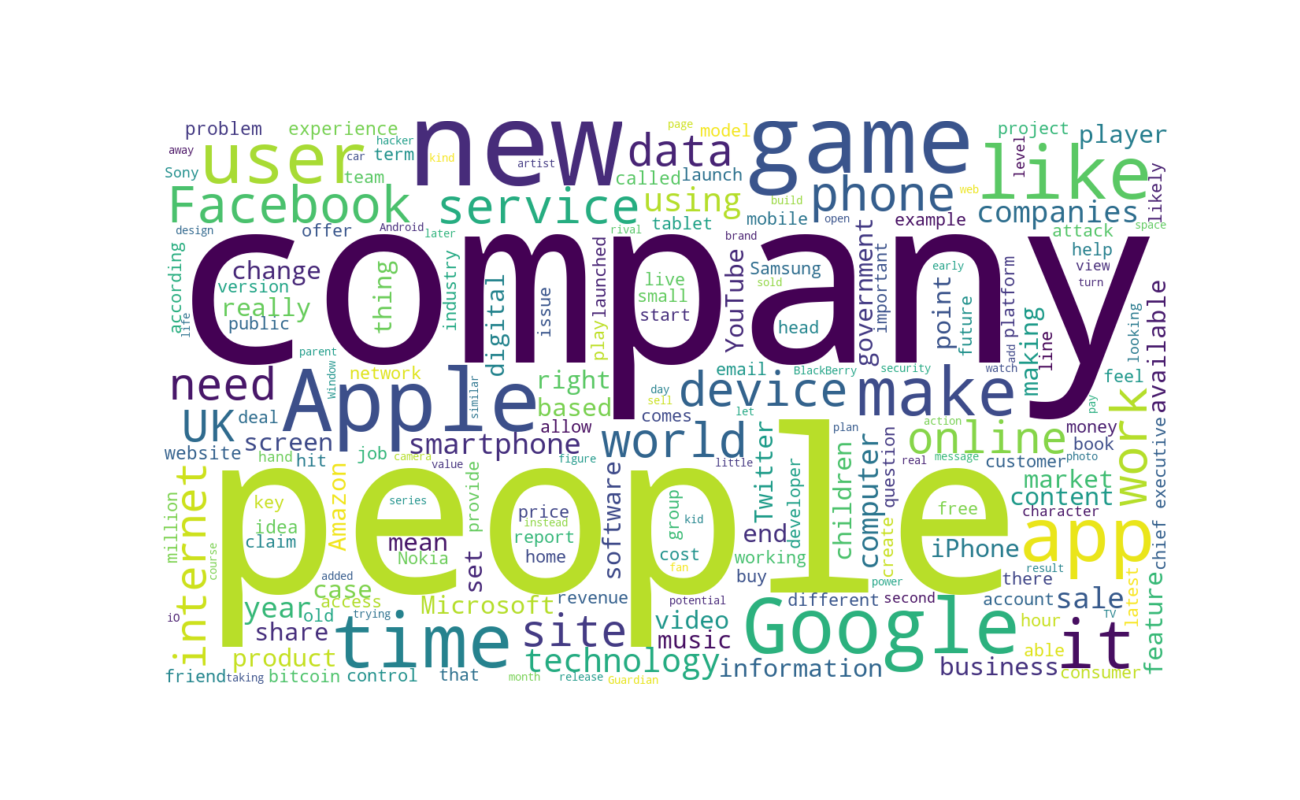 company
people
new
game
Apple
Google
time
app
like
user
make
it
Facebook
service
data
phone
using
companies
player
project
model
page
problem
experience
hacker
away
car
term
kind
artist
Sony
team
called
launch
build
web
level
likely
design
offer
Android
later
rival
tablet
mobile
open
example
attack
space
according
change
version
really
public
life
thing
industry
digital
issue
launched
play
live
small
start
YouTube
brand
Samsung
sold
head
government
important
early
point
future
add
platform
line
making
help
view
turn
looking
feel
available
need
parent
Window
network
similar
right
based
day
sell
email
BlackBerry
device
security
watch
pay
UK
deal
allow
comes
let
website
screen
hand
hit
job
camera
smartphone
value
figure
world
little
plan
action
online
message
real
question
computer
customer
money
book
photo
work
executive
chief
internet
million
course
key
idea
claim
Amazon
series
mean
Nokia
set
provide
price
instead
report
home
software
group
kid
cost
fan
Twitter
end
working
developer
children
create
free
iPhone
content
market
character
there
result
latest
feature
added
case
access
trying
year
old
share
iO
product
friend
taking
bitcoin
control
that
Microsoft
revenue
site
technology
month
release
Guardian
potential
buy
video
music
information
different
second
power
account
sale
TV
hour
able
business
consumer